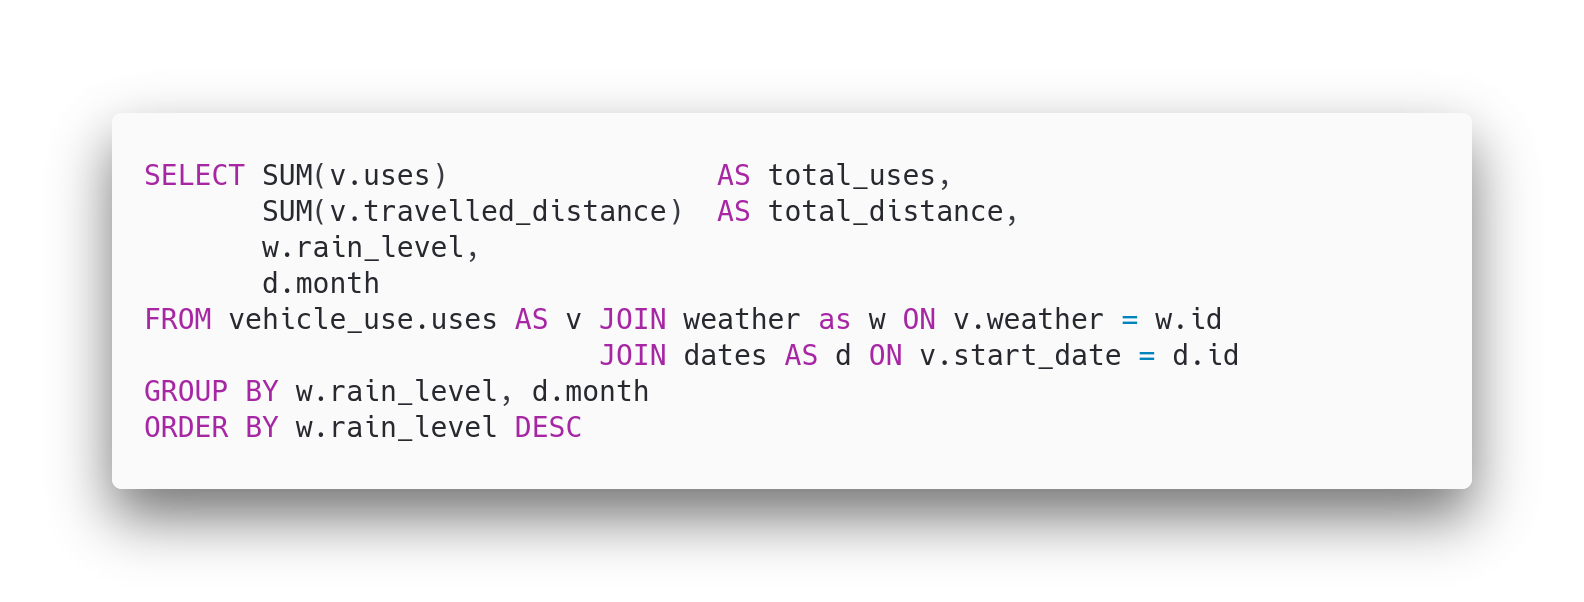 SELECT SUM(v.uses)                AS total_uses,
       SUM(v.travelled_distance)  AS total_distance,
       w.rain_level,
       d.month
FROM vehicle_use.uses AS v JOIN weather as w ON v.weather = w.id
                           JOIN dates AS d ON v.start_date = d.id
GROUP BY w.rain_level, d.month
ORDER BY w.rain_level DESC